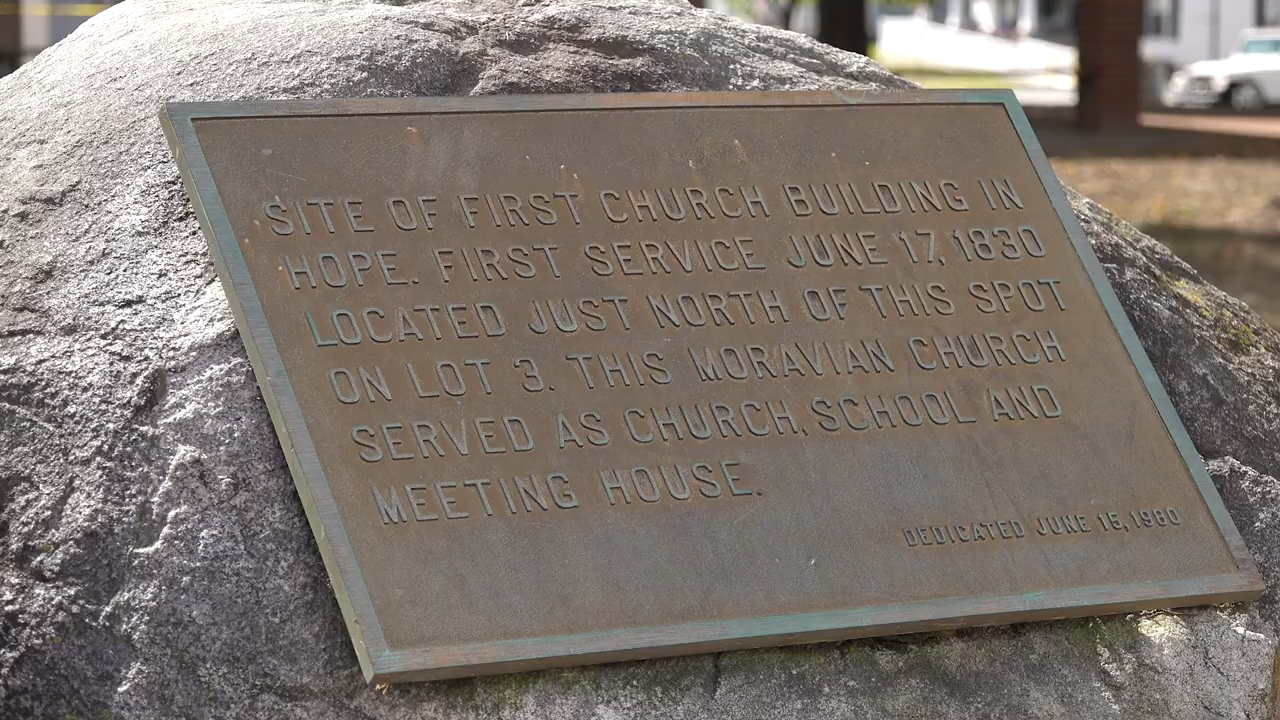 SITE OF FIRST CHURCH BUILDING IN
HOPE. FIRST SERVICE JUNE 17, 1830
LOCATED JUST NORTH OF THIS SPOT
ON LOT 3. THIS MORAVIAN CHURCH
SERVED AS CHURCH, SCHOOL AND
MEETING HOUSE.
DEDICATED JUNE 15, 1980